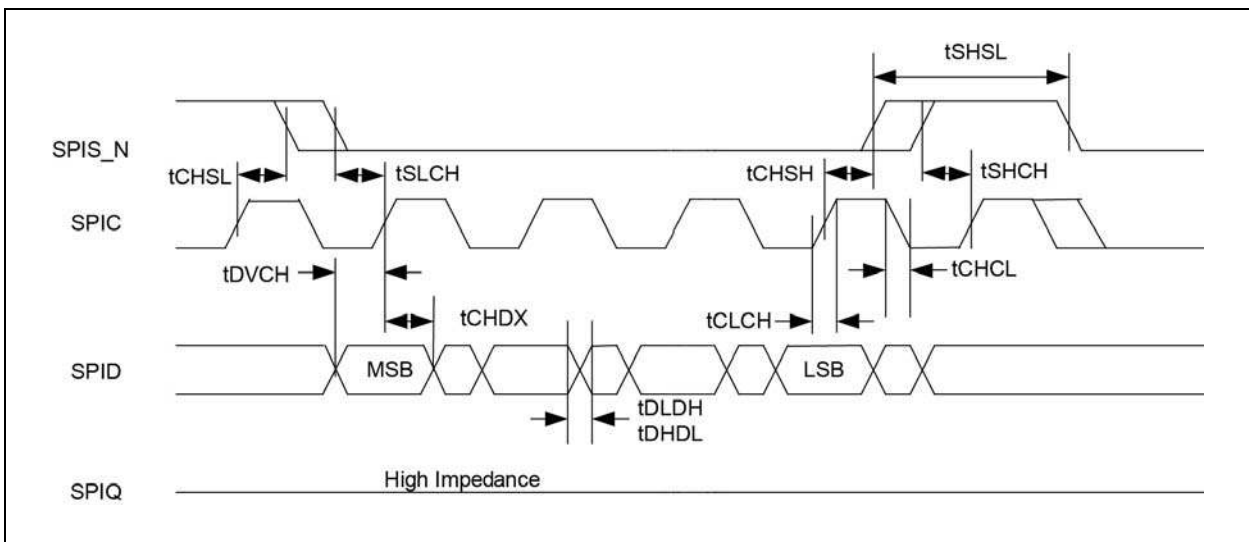 tSHSL
SPIS_N
tCHSL
tSLCH
tCHSH
tSHCH
SPIC
tDVCH
tCHCL
tCHDX
tCLCH
SPID
MSB
LSB
tDLDH
tDHDL
High Impedance
SPIQ